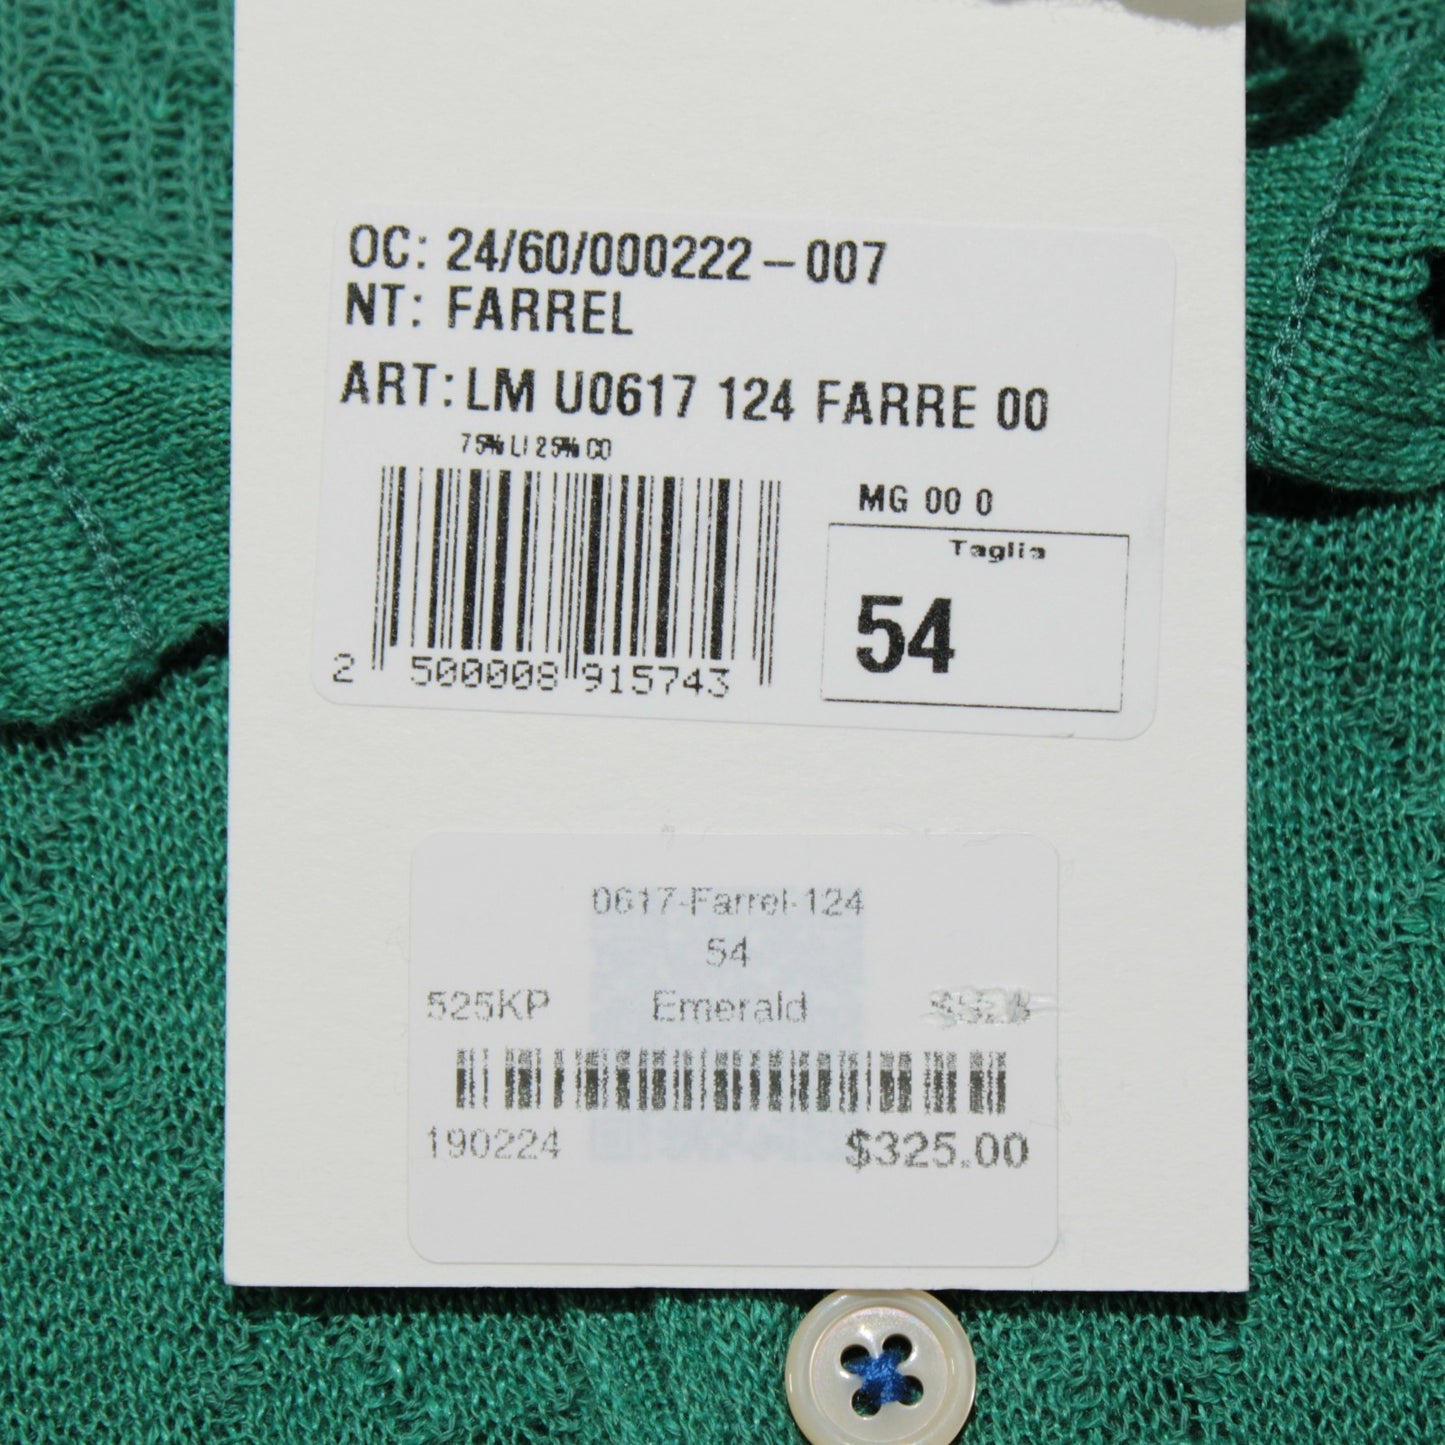 OC: 24/60/000222-007
NT: FARREL
ART: LM U0617 124 FARRE 00
75% LI 25% CO
MG 00 0
Taglia
54
2 500008 915743
0617-Farrel-124
54
525KP Emerald
190224 $325.00